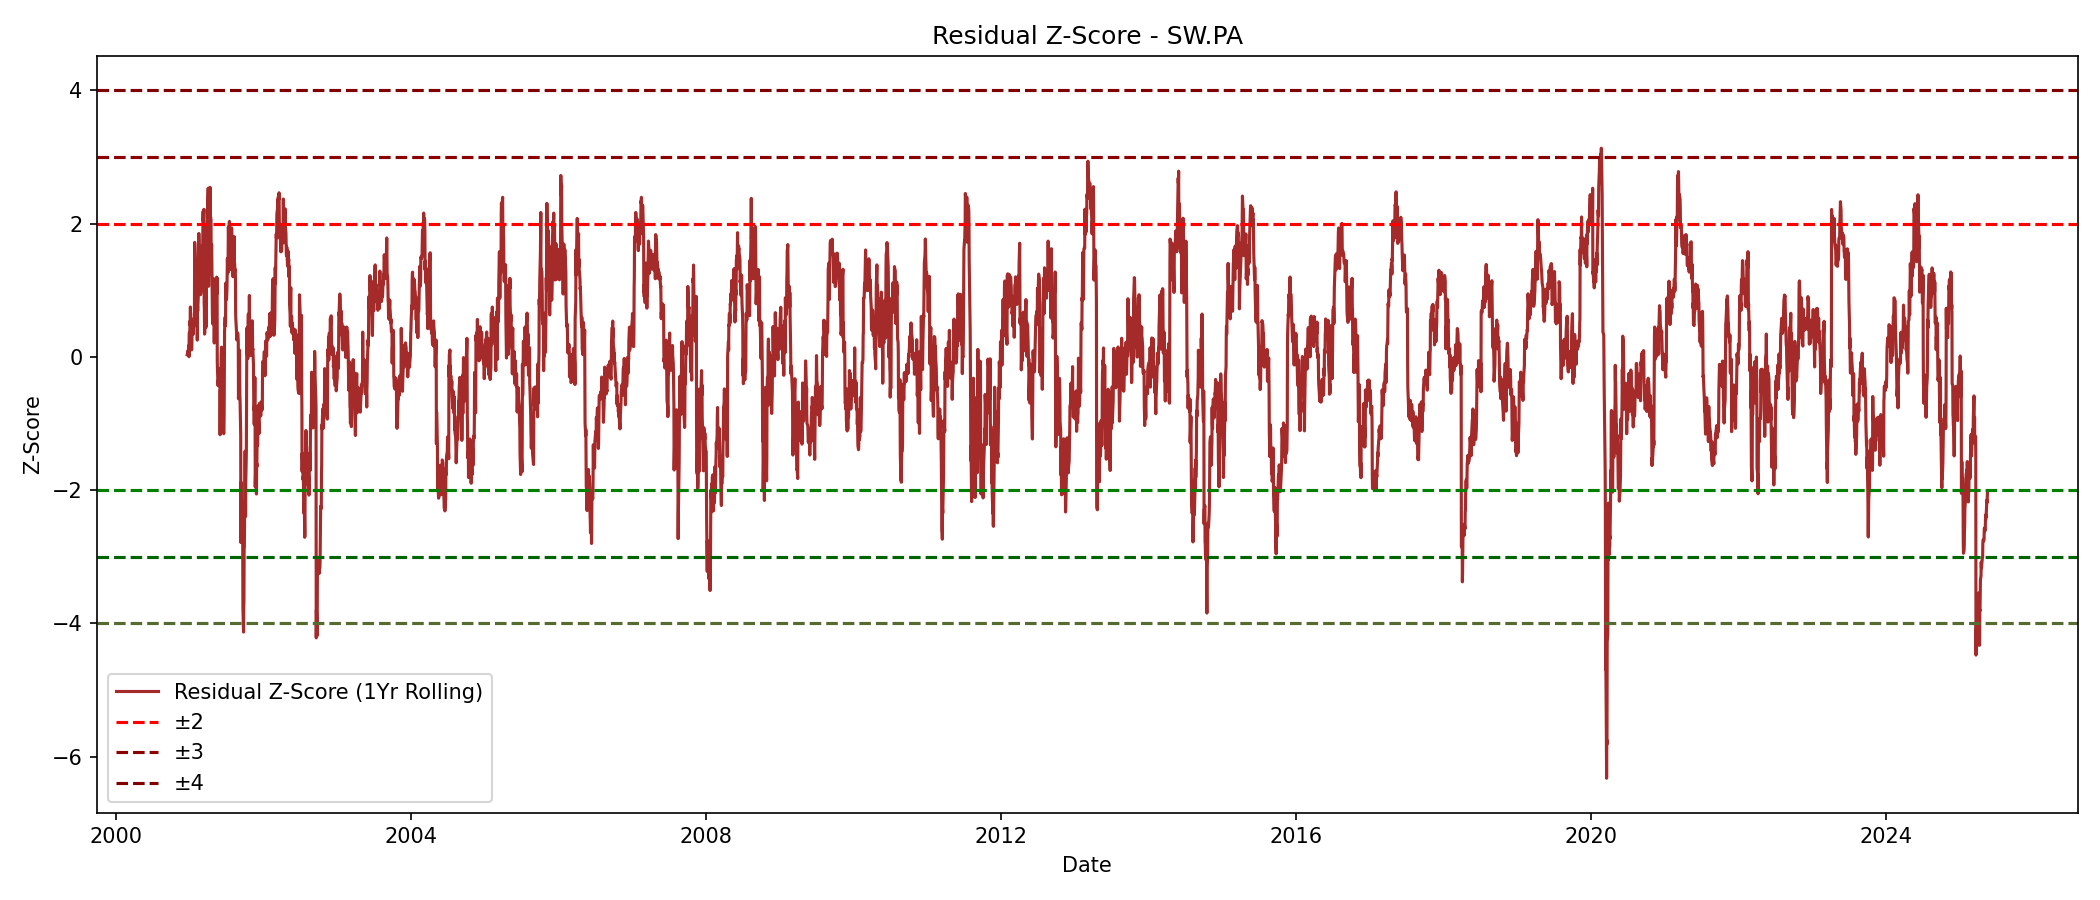 Residual Z-Score - SW.PA
Z-Score
4
2
0
−2
−4
−6
Residual Z-Score (1Yr Rolling)
±2
±3
±4
2000 2004 2008 2012 2016 2020 2024
Date